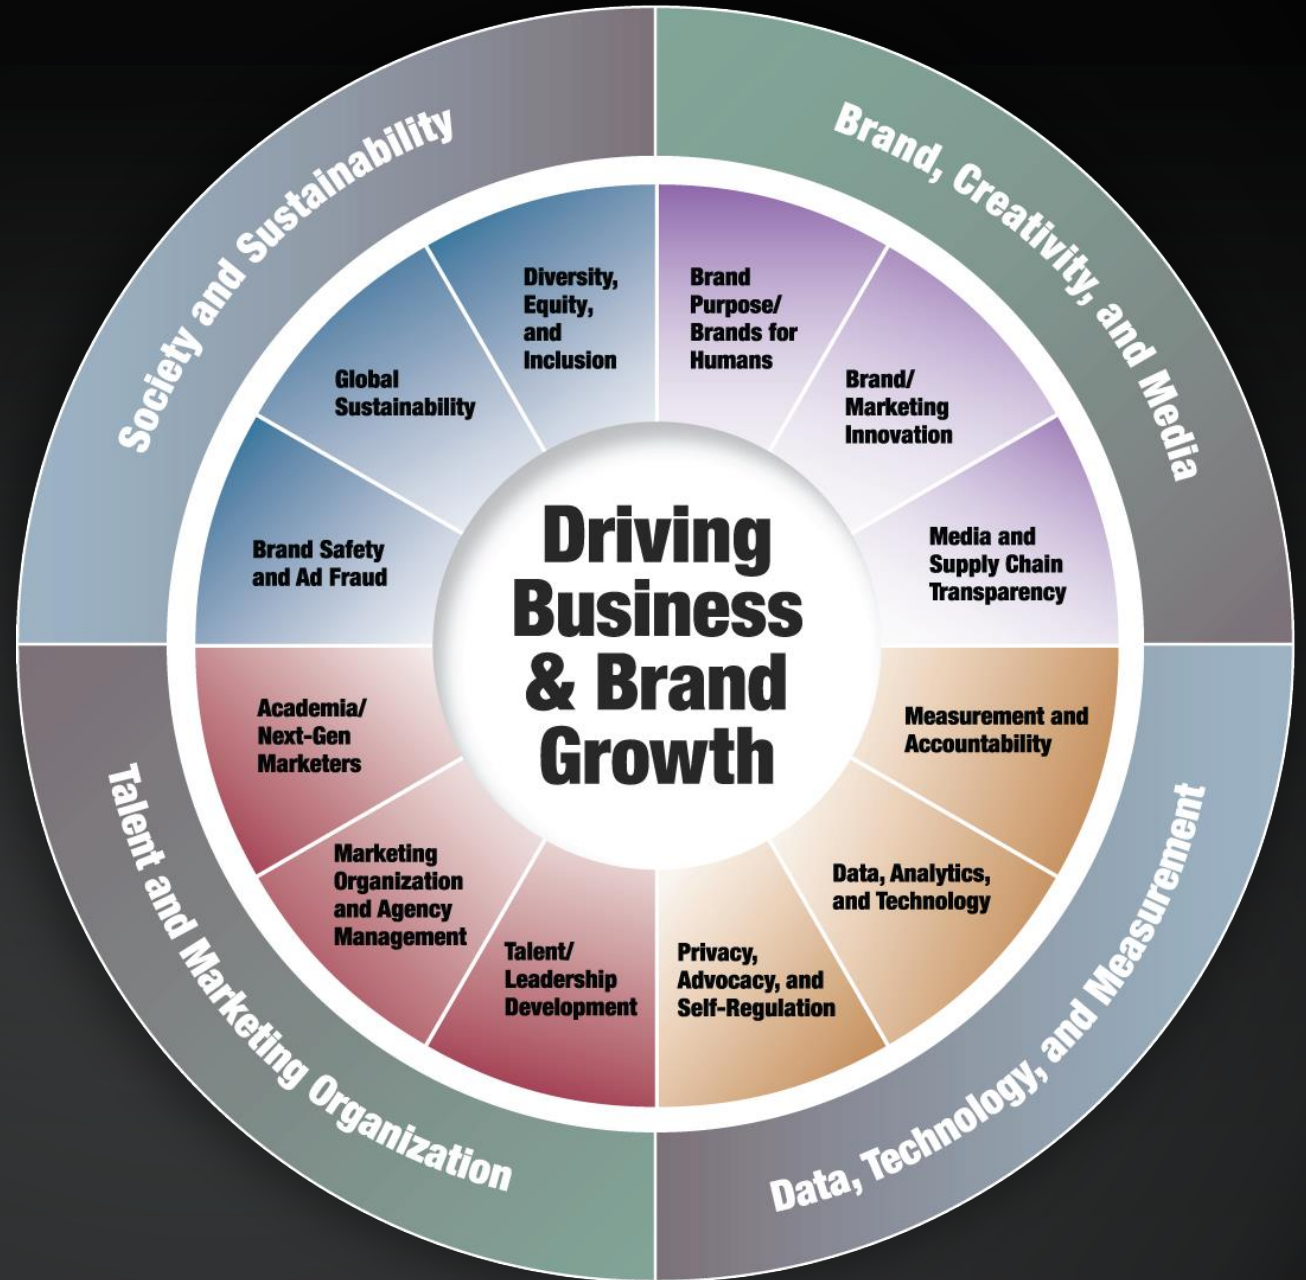 Society and Sustainability
Brand, Creativity, and Media
Diversity,
Equity,
and
Inclusion
Brand
Purpose/
Brands for
Humans
Global
Sustainability
Brand/
Marketing
Innovation
Brand Safety
and Ad Fraud
Media and
Supply Chain
Transparency
Driving
Business
& Brand
Growth
Academia/
Next-Gen
Marketers
Measurement and
Accountability
Marketing
Organization
and Agency
Management
Data, Analytics,
and Technology
Talent/
Leadership
Development
Privacy,
Advocacy, and
Self-Regulation
Talent and Marketing Organization
Data, Technology, and Measurement